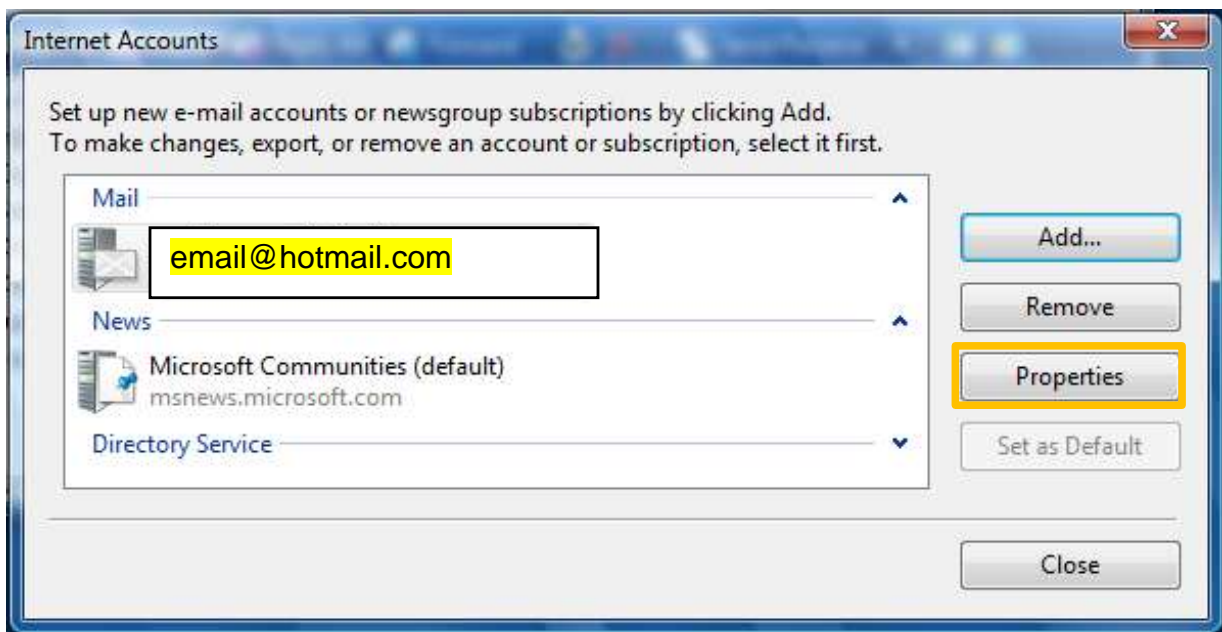 Internet Accounts
Set up new e-mail accounts or newsgroup subscriptions by clicking Add.
To make changes, export, or remove an account or subscription, select it first.
Mail
email@hotmail.com
News
Microsoft Communities (default)
msnews.microsoft.com
Directory Service
Add...
Remove
Properties
Set as Default
Close